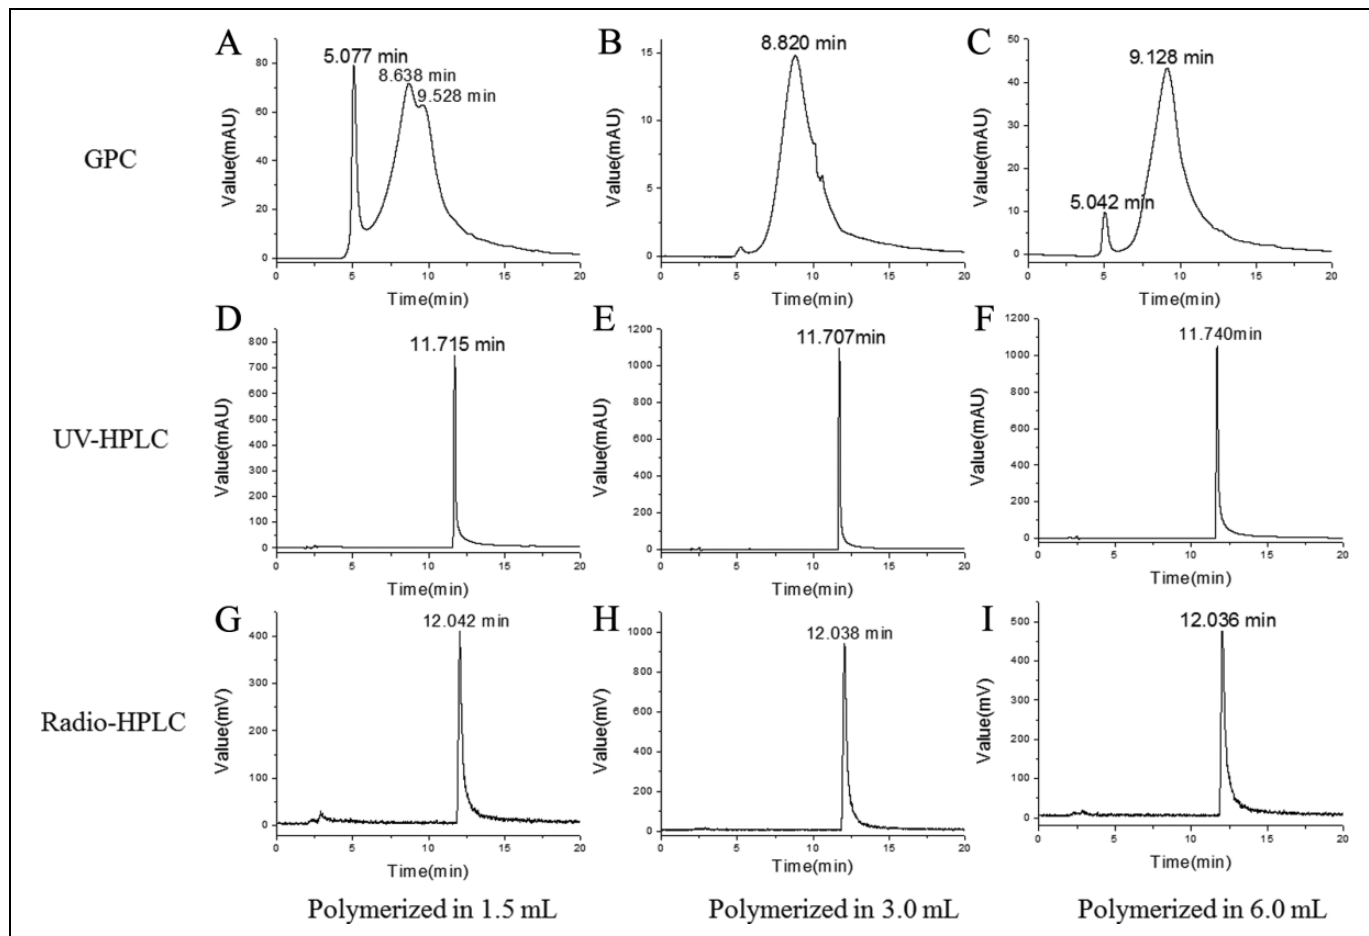 A
5.077 min
8.638 min
9.528 min
80
60
40
20
0
0 5 10 15 20
Value(mAU)
Time(min)
B
8.820 min
15
10
5
0
0 5 10 15 20
Value(mAU)
Time(min)
C
9.128 min
5.042 min
50
40
30
20
10
0
0 5 10 15 20
Value(mAU)
Time(min)
GPC
D
11.715 min
800
700
600
500
400
300
200
100
0
0 5 10 15 20
Value(mAU)
Time(min)
E
11.707min
1200
1000
800
600
400
200
0
0 5 10 15 20
Value(mAU)
Time(min)
F
11.740min
1200
1000
800
600
400
200
0
0 5 10 15 20
Value(mAU)
Time(min)
UV-HPLC
G
12.042 min
400
300
200
100
0
0 5 10 15 20
Value(mV)
Time(min)
H
12.038 min
1000
800
600
400
200
0
0 5 10 15 20
Value(mV)
Time(min)
I
12.036 min
500
400
300
200
100
0
0 5 10 15 20
Value(mV)
Time(min)
Radio-HPLC
Polymerized in 1.5 mL
Polymerized in 3.0 mL
Polymerized in 6.0 mL